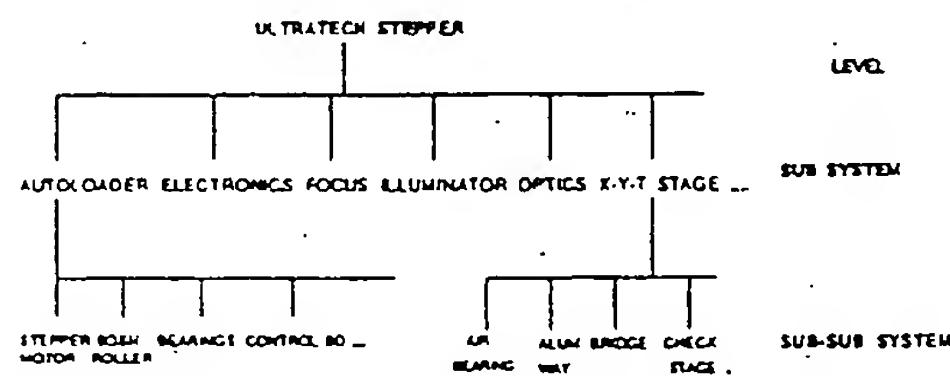 ULTRATECH STEPPER
LEVEL
AUTOLOADER ELECTRONICS FOCUS ILLUMINATOR OPTICS X-Y-T STAGE ... SUB SYSTEM
STEPPER BEARINGS CONTROL BD ... AIR ALUM BRIDGE CHECK SUB-SUB SYSTEM
MOTOR ROLLER BEARING WAY STAGE